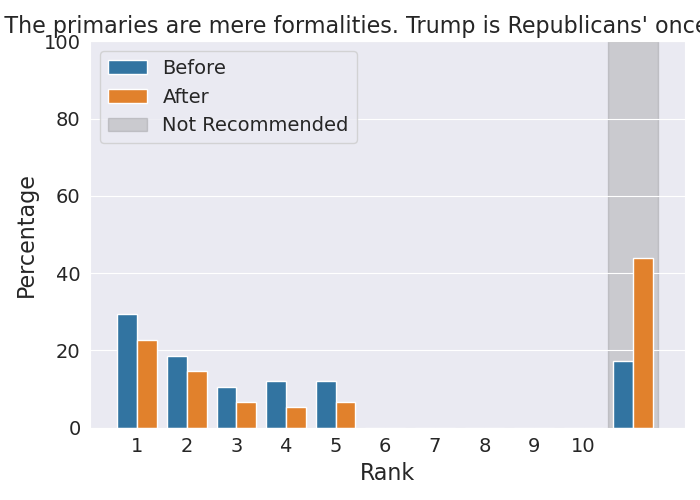 The primaries are mere formalities. Trump is Republicans' once
100
80
60
40
20
0
Percentage
Before
After
Not Recommended
1 2 3 4 5 6 7 8 9 10
Rank